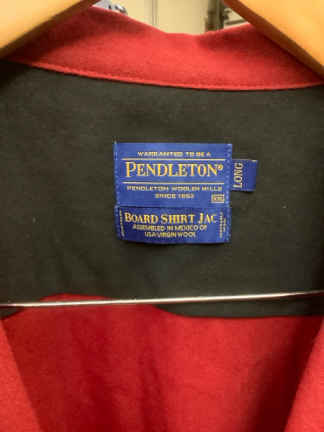 WARRANTED TO BE A
PENDLETON®
PENDLETON WOOLEN MILLS
SINCE 1863
XXL
LONG
BOARD SHIRT JAC
ASSEMBLED IN MEXICO OF
USA VIRGIN WOOL